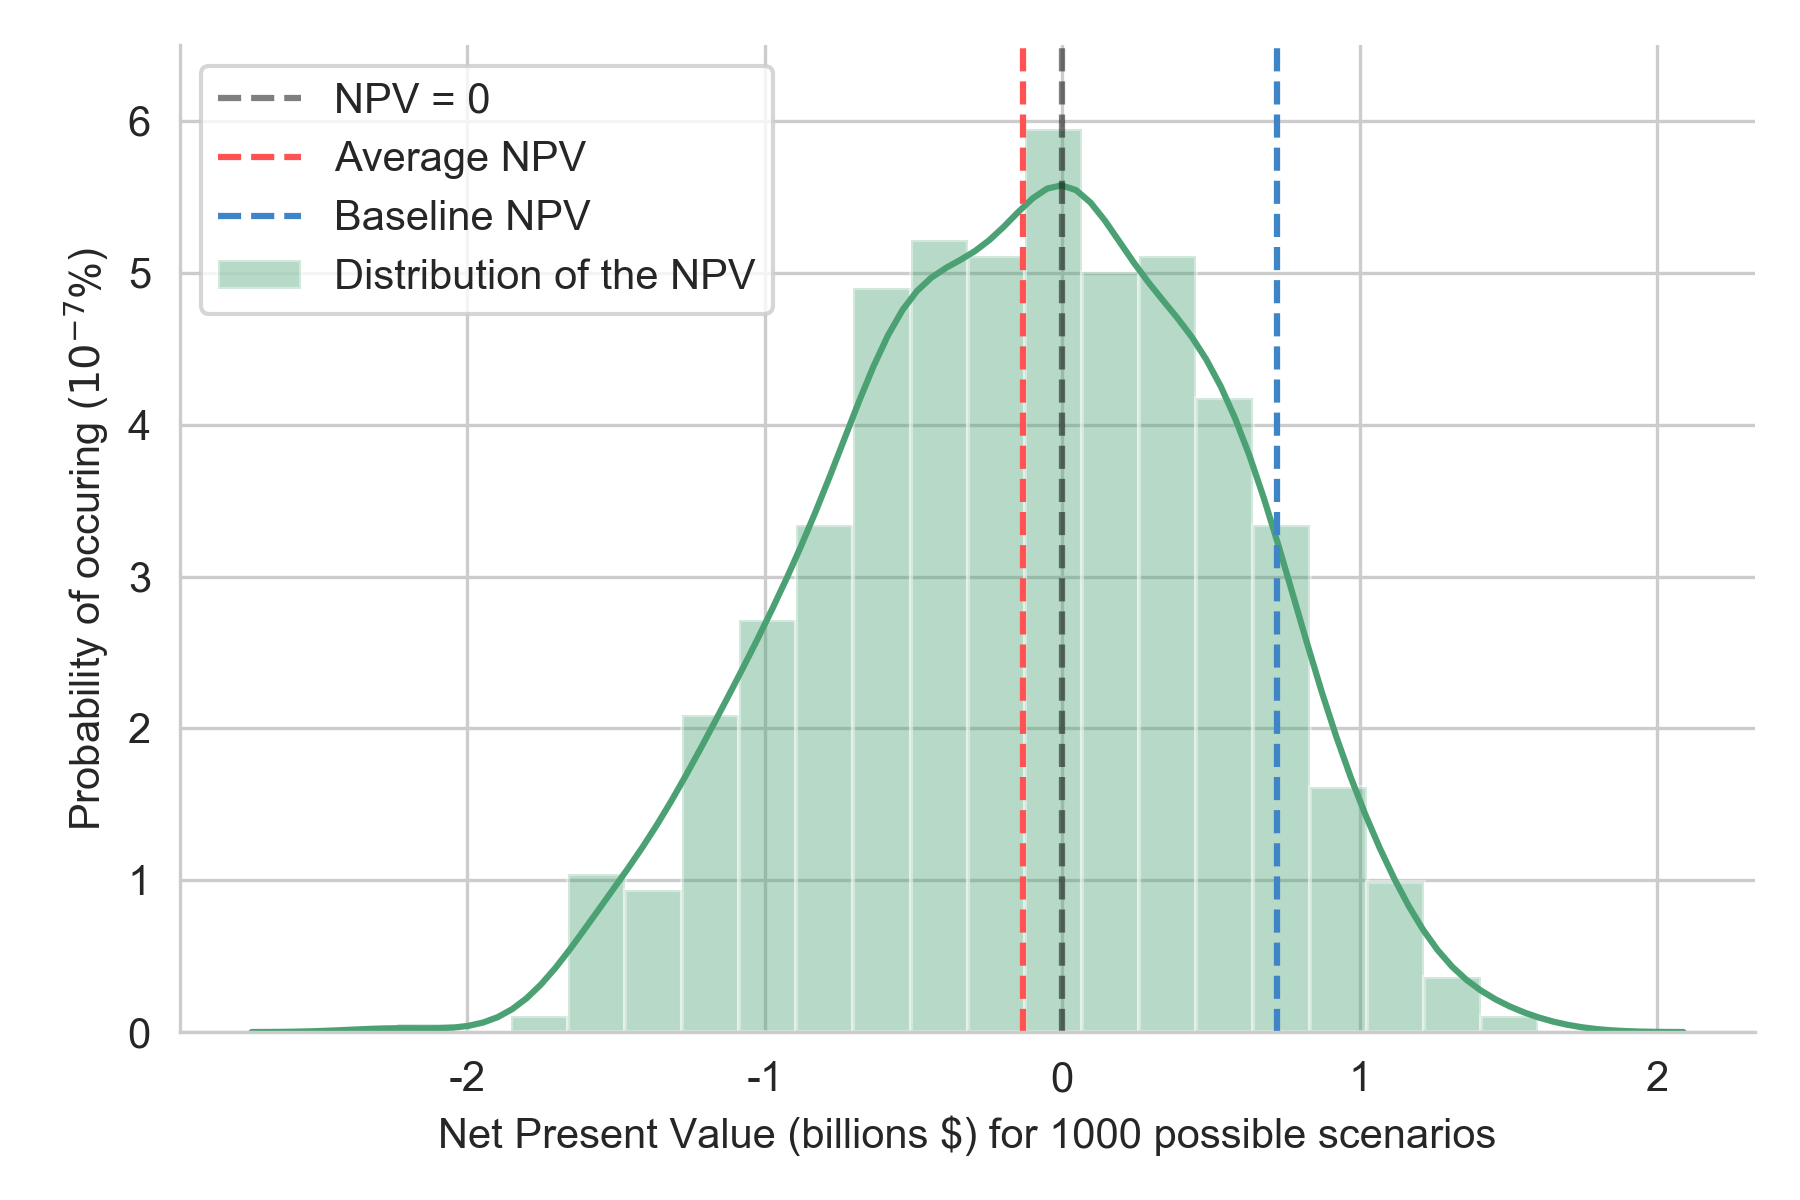 NPV = 0
Average NPV
Baseline NPV
Distribution of the NPV
Probability of occuring (10⁻⁷%)
6
5
4
3
2
1
0
-2 -1 0 1 2
Net Present Value (billions $) for 1000 possible scenarios